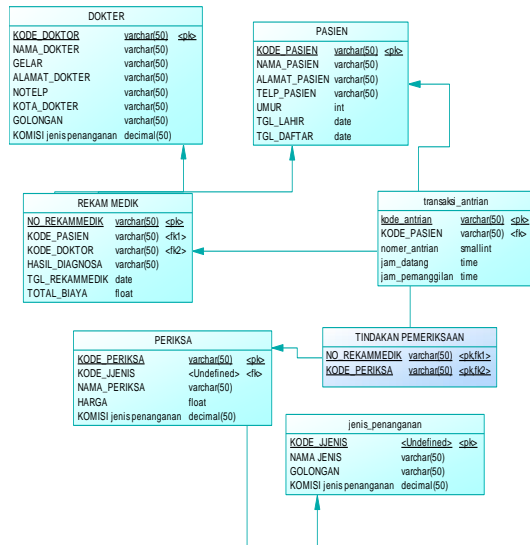 DOKTER
KODE_DOKTOR varchar(50) <pk>
NAMA_DOKTER varchar(50)
GELAR varchar(50)
ALAMAT_DOKTER varchar(50)
NOTELP varchar(50)
KOTA_DOKTER varchar(50)
GOLONGAN varchar(50)
KOMISI jenis penanganan decimal(50)
PASIEN
KODE_PASIEN varchar(50) <pk>
NAMA_PASIEN varchar(50)
ALAMAT_PASIEN varchar(50)
TELP_PASIEN varchar(50)
UMUR int
TGL_LAHIR date
TGL_DAFTAR date
REKAM MEDIK
NO_REKAMMEDIK varchar(50) <pk>
KODE_PASIEN varchar(50) <fk1>
KODE_DOKTOR varchar(50) <fk2>
HASIL_DIAGNOSA varchar(50)
TGL_REKAMMEDIK date
TOTAL_BIAYA float
transaksi_antrian
kode_antrian varchar(50) <pk>
KODE_PASIEN varchar(50) <fk>
nomer_antrian smallint
jam_datang time
jam_pemanggilan time
PERIKSA
KODE_PERIKSA varchar(50) <pk>
KODE_JJENIS <Undefined> <fk>
NAMA_PERIKSA varchar(50)
HARGA float
KOMISI jenis penanganan decimal(50)
TINDAKAN PEMERIKSAAN
NO_REKAMMEDIK varchar(50) <pk,fk1>
KODE_PERIKSA varchar(50) <pk,fk2>
jenis_penanganan
KODE_JJENIS <Undefined> <pk>
NAMA JENIS varchar(50)
GOLONGAN varchar(50)
KOMISI jenis penanganan decimal(50)